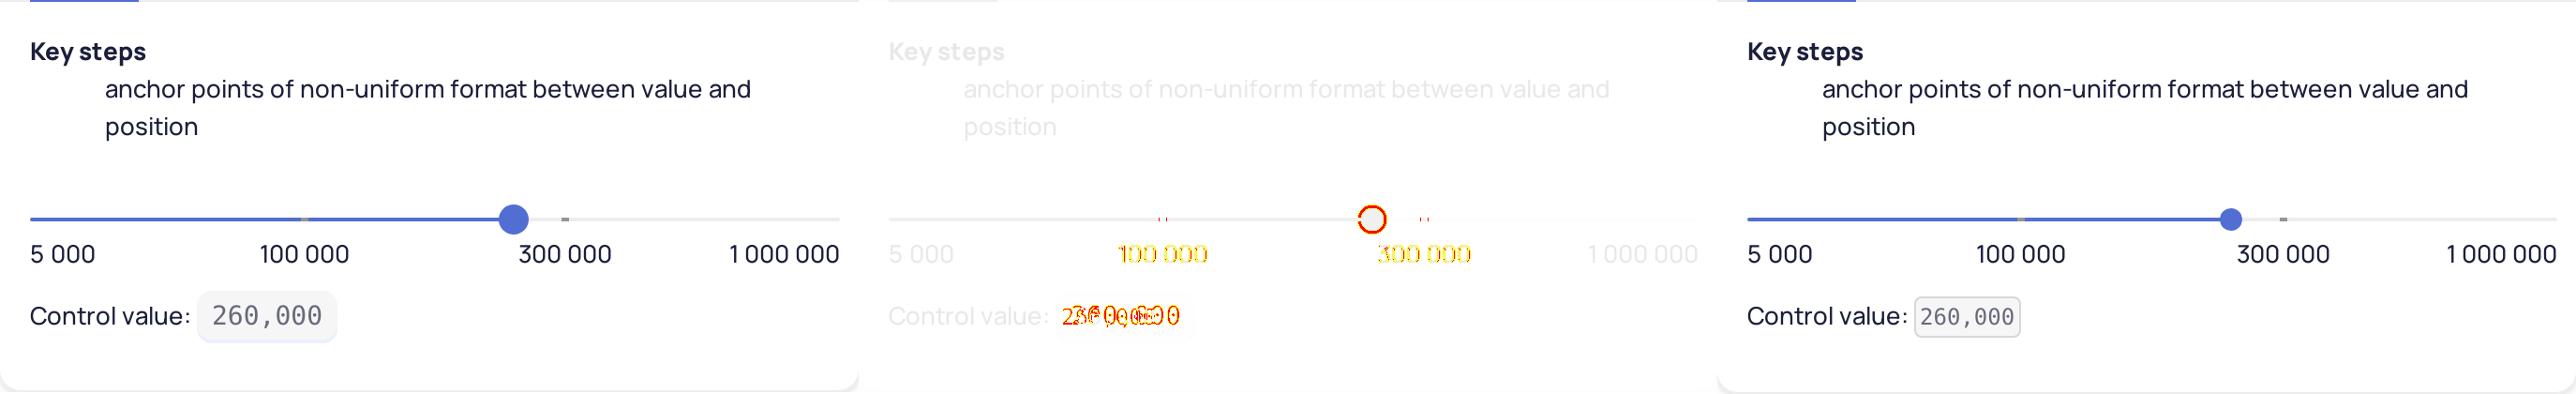 Key steps
anchor points of non-uniform format between value and
position
5 000 100 000 300 000 1 000 000
Control value: 260,000
Key steps
anchor points of non-uniform format between value and
position
5 000 100 000 300 000 1 000 000
Control value:
Key steps
anchor points of non-uniform format between value and
position
5 000 100 000 300 000 1 000 000
Control value: 260,000